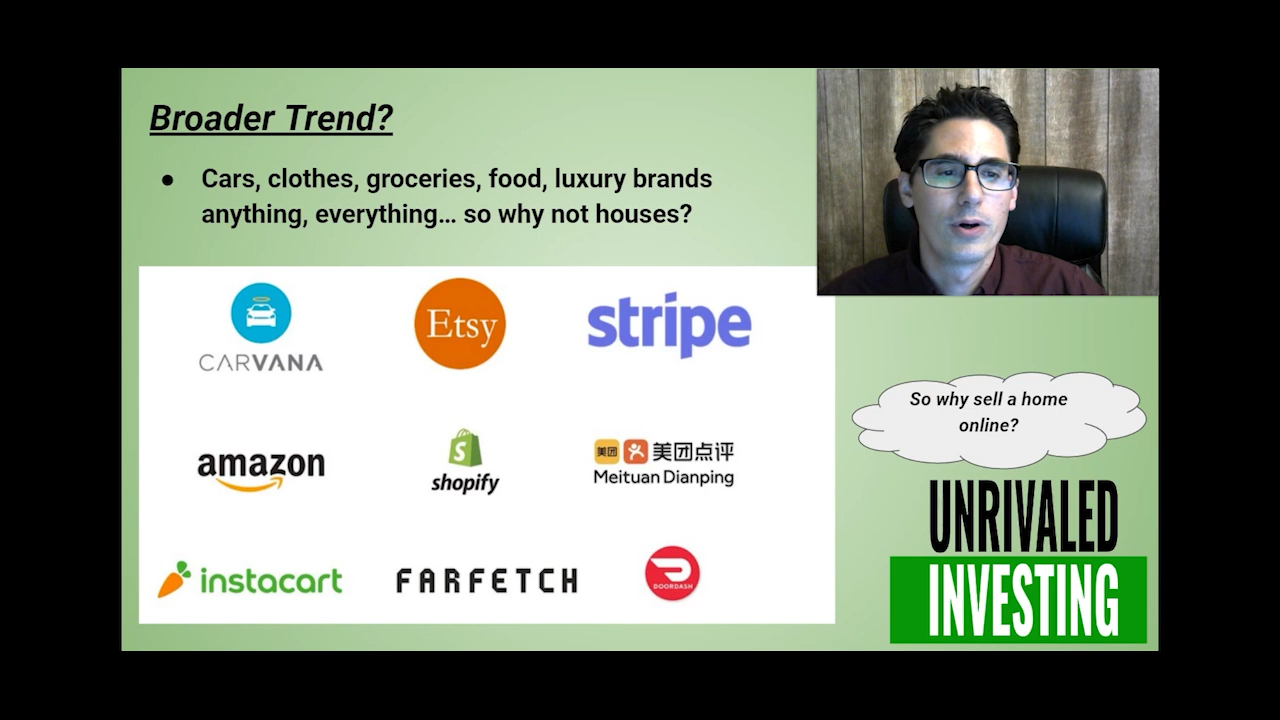 Broader Trend?
● Cars, clothes, groceries, food, luxury brands
anything, everything... so why not houses?
CARVANA
Etsy
stripe
amazon
shopify
美团 美团点评
Meituan Dianping
instacart
FARFETCH
DOORDASH
So why sell a home
online?
UNRIVALED
INVESTING